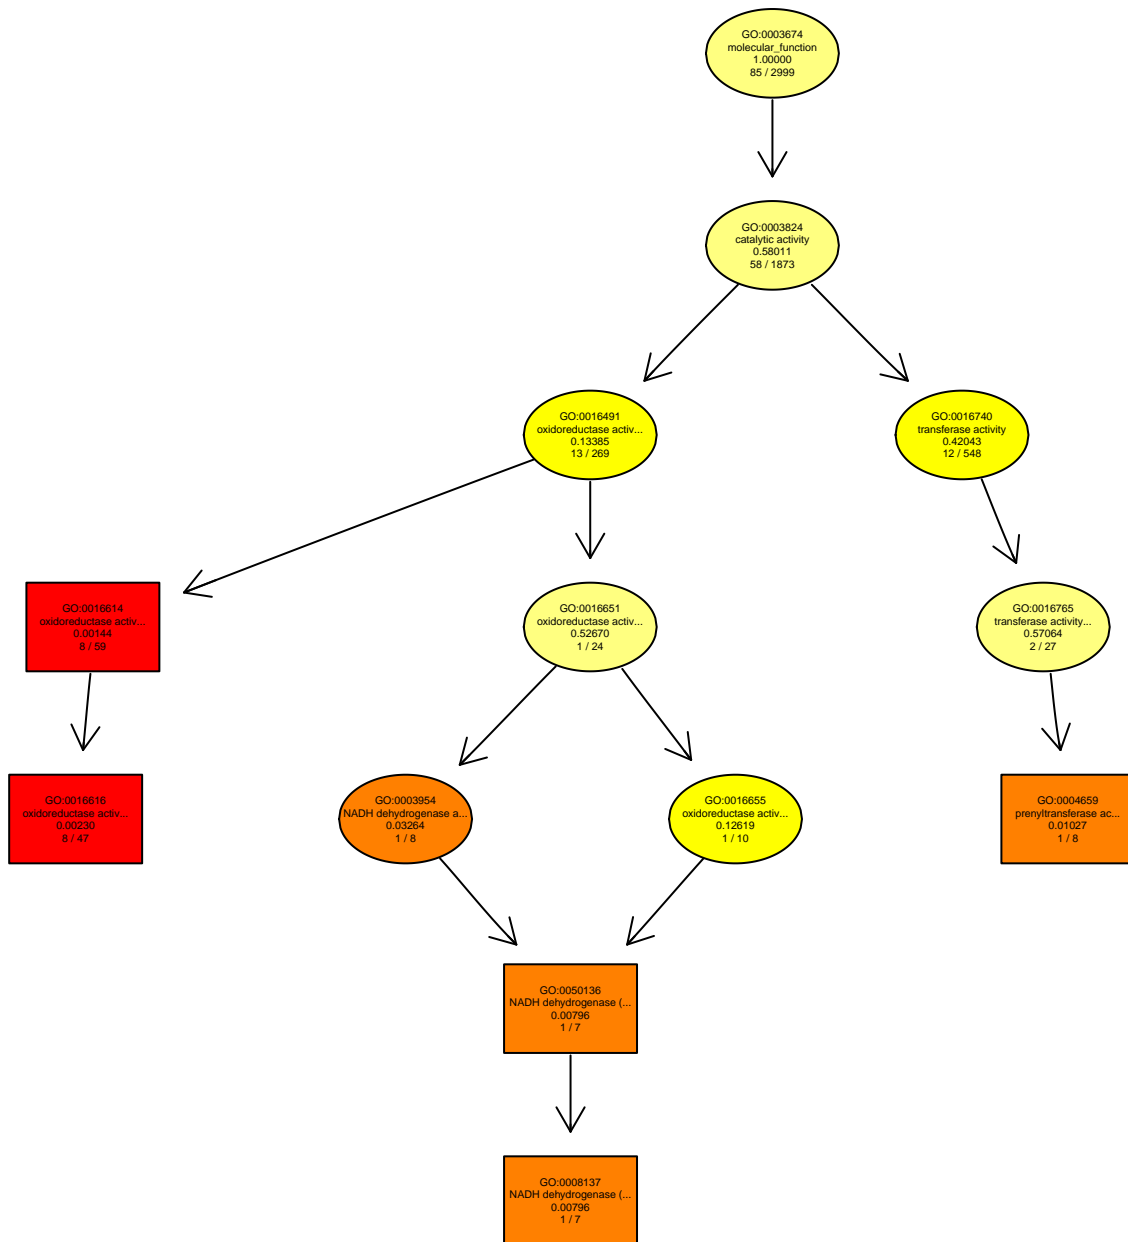 GO:0003674
molecular_function
1.00000
85 / 2999
GO:0003824
catalytic activity
0.58011
58 / 1873
GO:0016491
oxidoreductase activ...
0.13385
13 / 269
GO:0016740
transferase activity
0.42043
12 / 548
GO:0016614
oxidoreductase activ...
0.00144
8 / 59
GO:0016651
oxidoreductase activ...
0.52670
1 / 24
GO:0016765
transferase activity...
0.57064
2 / 27
GO:0016616
oxidoreductase activ...
0.00230
8 / 47
GO:0003954
NADH dehydrogenase a...
0.03264
1 / 8
GO:0016655
oxidoreductase activ...
0.12619
1 / 10
GO:0004659
prenyltransferase ac...
0.01027
1 / 8
GO:0050136
NADH dehydrogenase (...
0.00796
1 / 7
GO:0008137
NADH dehydrogenase (...
0.00796
1 / 7